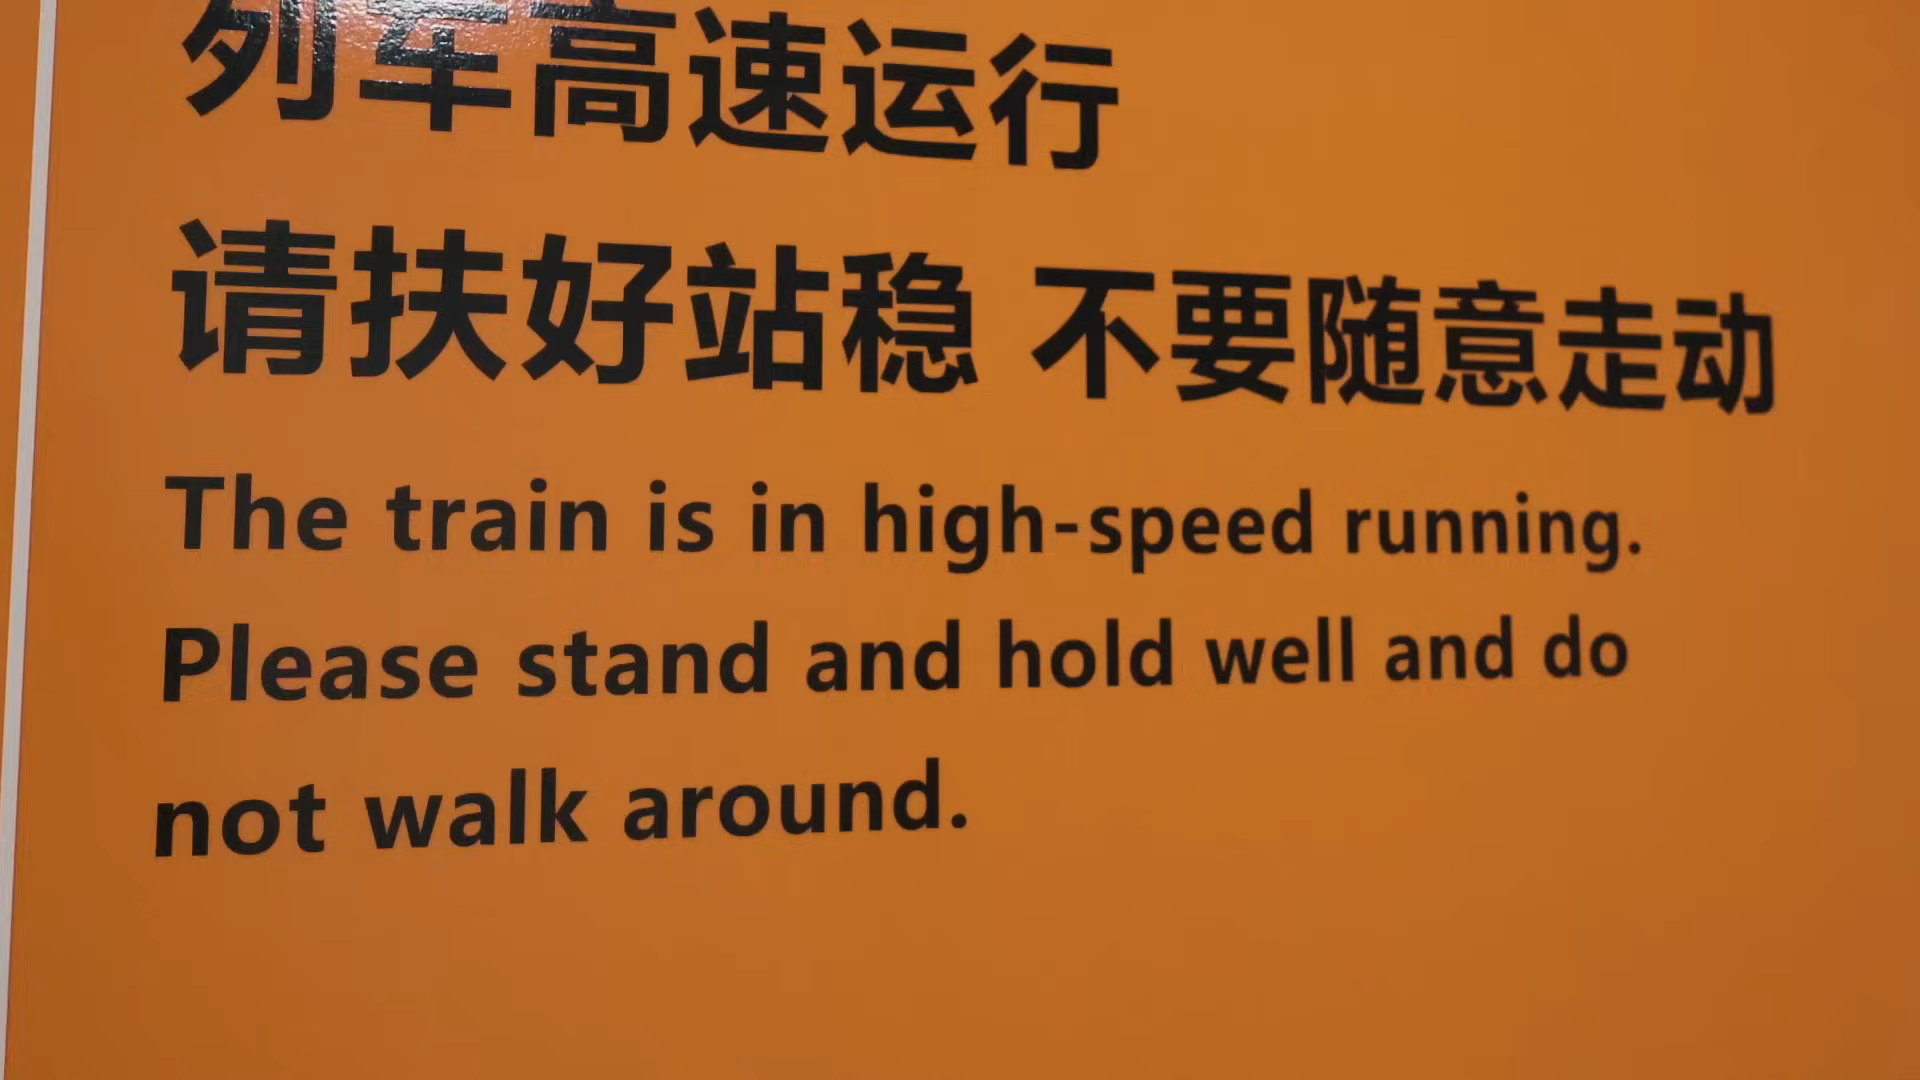 列车高速运行
请扶好站稳 不要随意走动
The train is in high-speed running.
Please stand and hold well and do
not walk around.